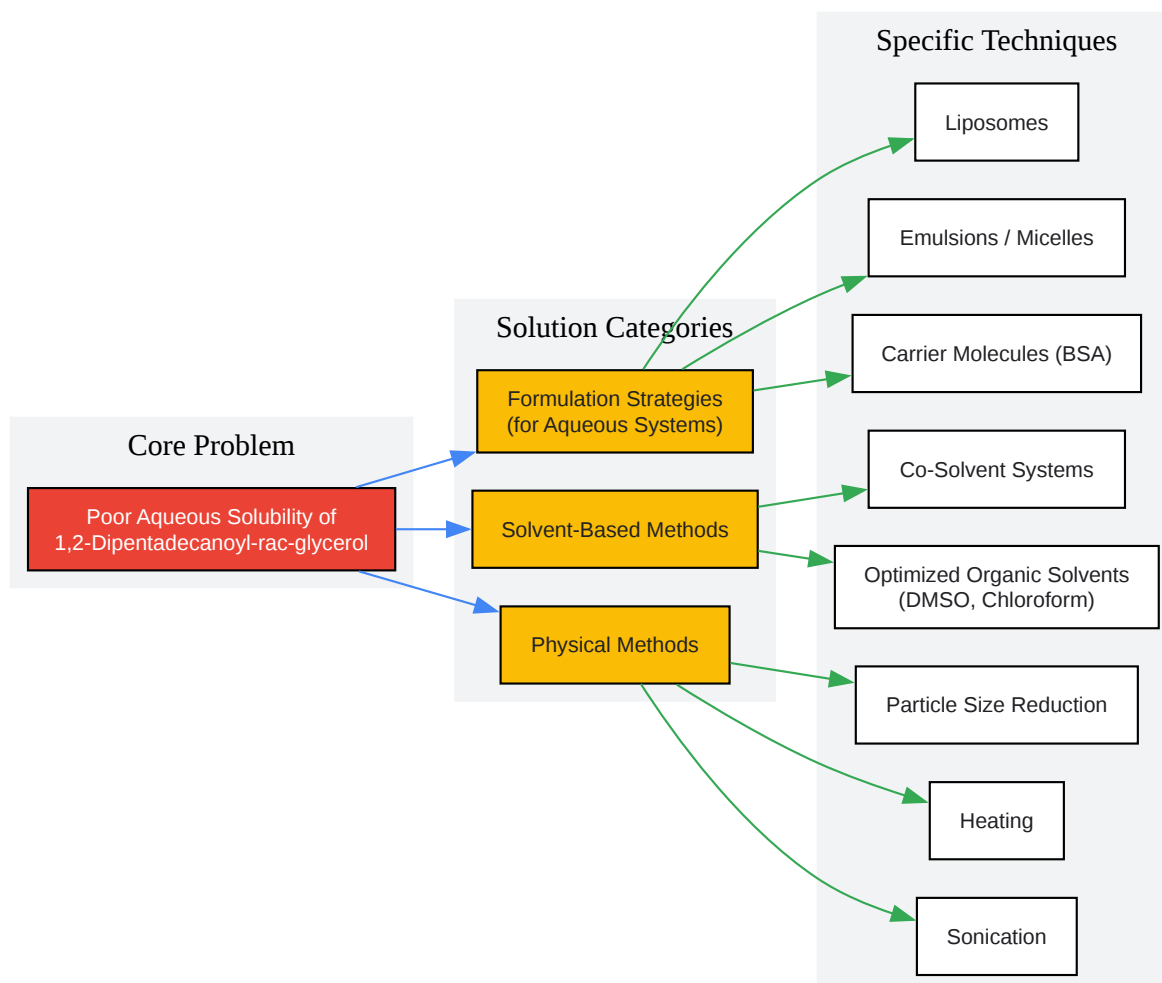 Core Problem
Poor Aqueous Solubility of
1,2-Dipentadecanoyl-rac-glycerol
Solution Categories
Formulation Strategies
(for Aqueous Systems)
Solvent-Based Methods
Physical Methods
Specific Techniques
Liposomes
Emulsions / Micelles
Carrier Molecules (BSA)
Co-Solvent Systems
Optimized Organic Solvents
(DMSO, Chloroform)
Particle Size Reduction
Heating
Sonication